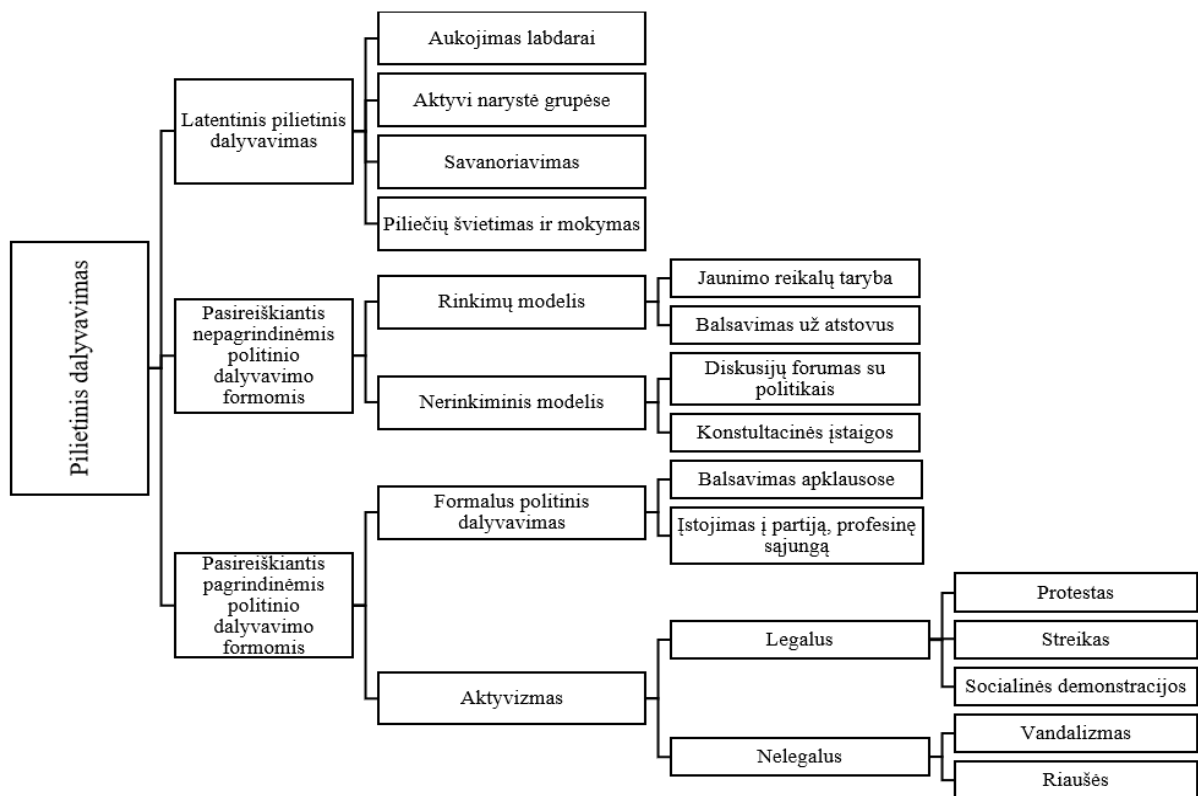 Pilietinis dalyvavimas
Latentinis pilietinis
dalyvavimas
Aukojimas labdarai
Aktyvi narystė grupėse
Savanoriavimas
Piliečių švietimas ir mokymas
Pasireiškiantis
nepagrindinėmis
politinio
dalyvavimo
formomis
Rinkimų modelis
Jaunimo reikalų taryba
Balsavimas už atstovus
Nerinkiminis modelis
Diskusijų forumas su
politikais
Konstultacinės įstaigos
Pasireiškiantis
pagrindinėmis
politinio
dalyvavimo
formomis
Formalus politinis
dalyvavimas
Balsavimas apklausose
Įstojimas į partiją, profesinę
sąjungą
Aktyvizmas
Legalus
Protestas
Streikas
Socialinės demonstracijos
Nelegalus
Vandalizmas
Riaušės